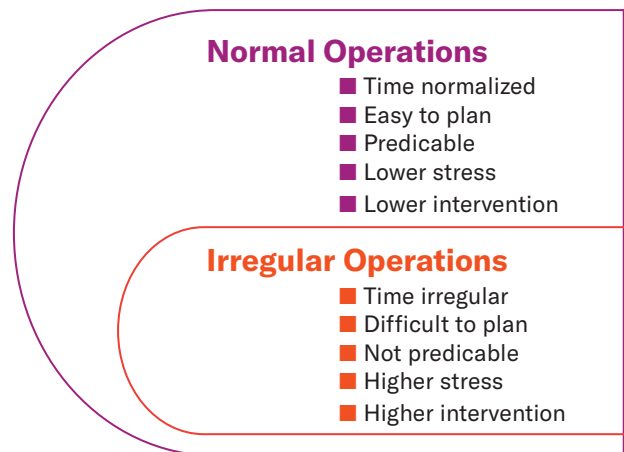 Normal Operations
Time normalized
Easy to plan
Predicable
Lower stress
Lower intervention
Irregular Operations
Time irregular
Difficult to plan
Not predicable
Higher stress
Higher intervention